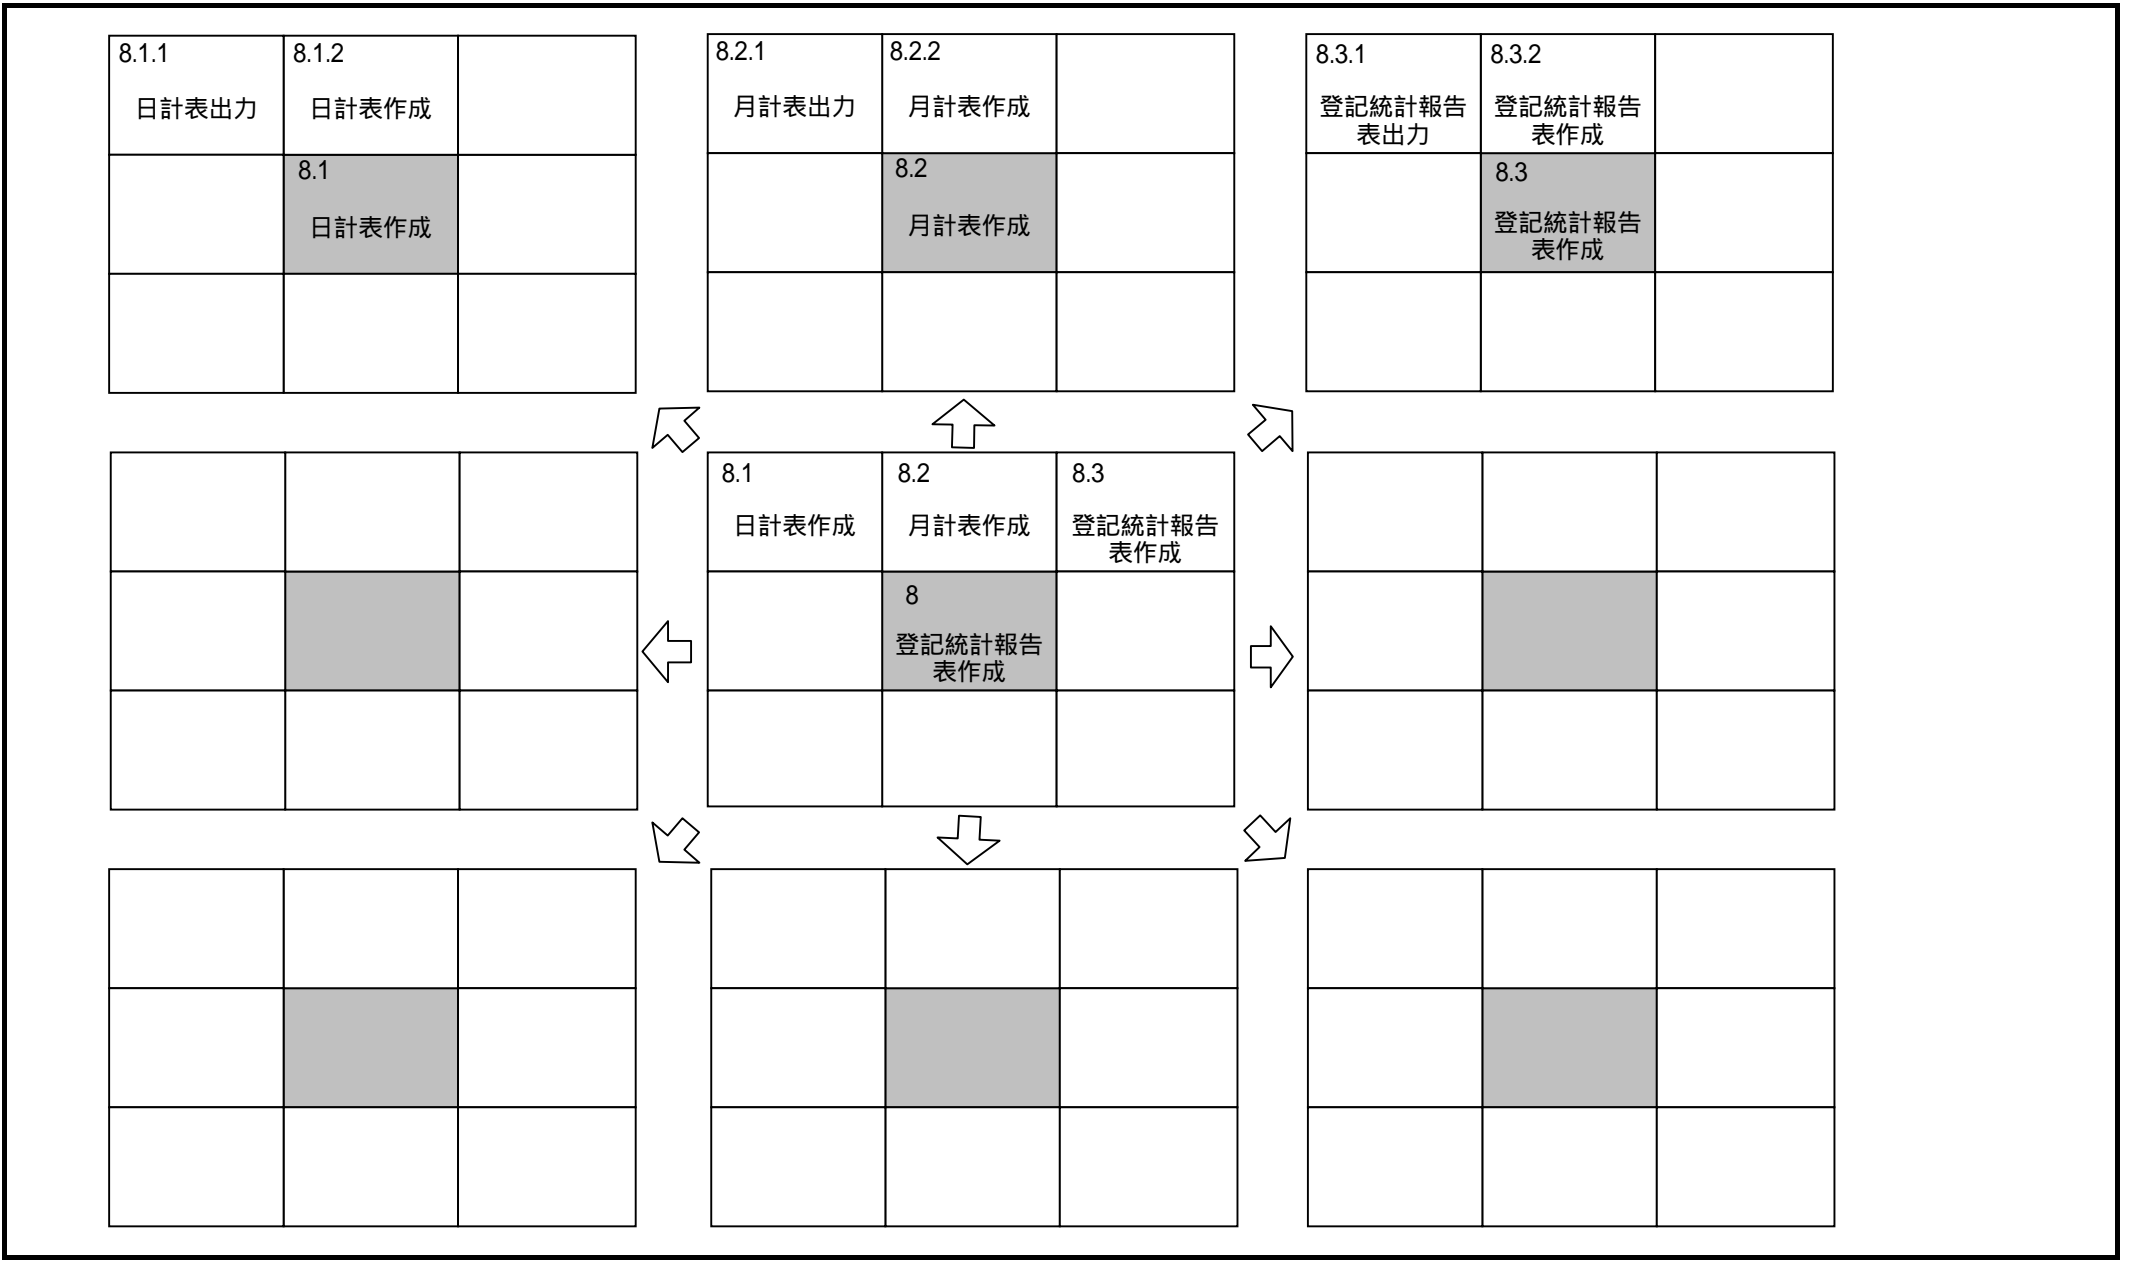 8.1.1
日計表出力
8.1.2
日計表作成
8.1
日計表作成
8.2.1
月計表出力
8.2.2
月計表作成
8.2
月計表作成
8.3.1
登記統計報告
表出力
8.3.2
登記統計報告
表作成
8.3
登記統計報告
表作成
8.1
日計表作成
8.2
月計表作成
8.3
登記統計報告
表作成
8
登記統計報告
表作成